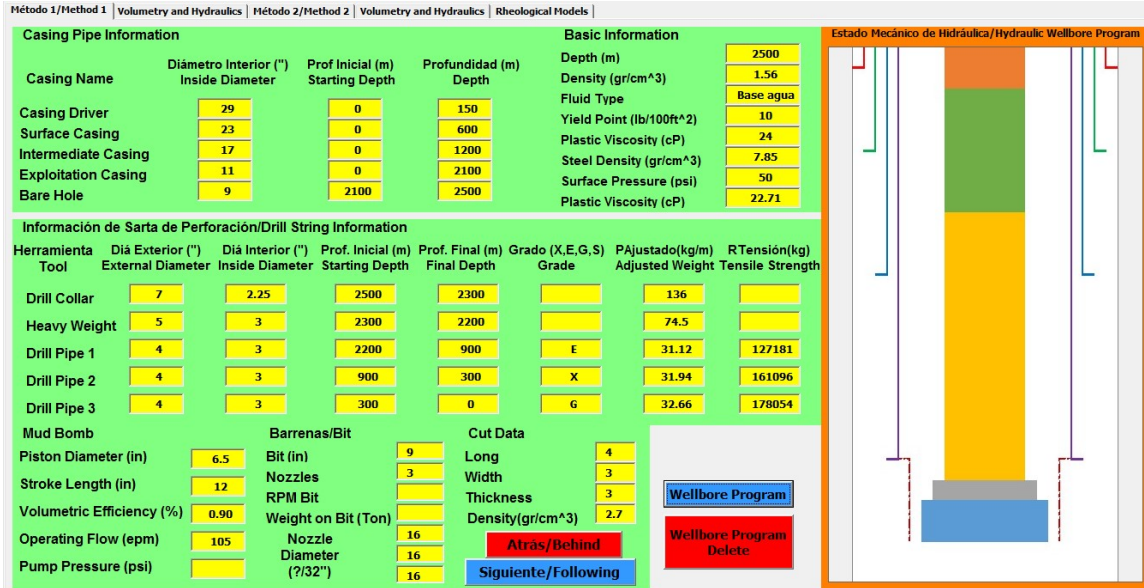 Método 1/Method 1 | Volumetry and Hydraulics | Método 2/Method 2 | Volumetry and Hydraulics | Rheological Models |
Casing Pipe Information
Casing Name Diámetro Interior (") Prof Inicial (m) Profundidad (m)
Inside Diameter Starting Depth Depth
Casing Driver 29 0 150
Surface Casing 23 0 600
Intermediate Casing 17 0 1200
Exploitation Casing 11 0 2100
Bare Hole 9 2100 2500
Basic Information
Depth (m) 2500
Density (gr/cm^3) 1.56
Fluid Type Base agua
Yield Point (lb/100ft^2) 10
Plastic Viscosity (cP) 24
Steel Density (gr/cm^3) 7.85
Surface Pressure (psi) 50
Plastic Viscosity (cP) 22.71
Estado Mecánico de Hidráulica/Hydraulic Wellbore Program
Información de Sarta de Perforación/Drill String Information
Herramienta Diá Exterior (") Diá Interior (") Prof. Inicial (m) Prof. Final (m) Grado (X,E,G,S) PAjustado(kg/m) RTensión(kg)
Tool External Diameter Inside Diameter Starting Depth Final Depth Grade Adjusted Weight Tensile Strength
Drill Collar 7 2.25 2500 2300 136
Heavy Weight 5 3 2300 2200 74.5
Drill Pipe 1 4 3 2200 900 E 31.12 127181
Drill Pipe 2 4 3 900 300 X 31.94 161096
Drill Pipe 3 4 3 300 0 G 32.66 178054
Mud Bomb
Piston Diameter (in) 6.5
Stroke Length (in) 12
Volumetric Efficiency (%) 0.90
Operating Flow (epm) 105
Pump Pressure (psi)
Barrenas/Bit
Bit (in) 9
Nozzles 3
RPM Bit
Weight on Bit (Ton)
Nozzle 16
Diameter 16
(?/32") 16
Cut Data
Long 4
Width 3
Thickness 3
Density(gr/cm^3) 2.7
Atrás/Behind
Siguiente/Following
Wellbore Program
Wellbore Program
Delete